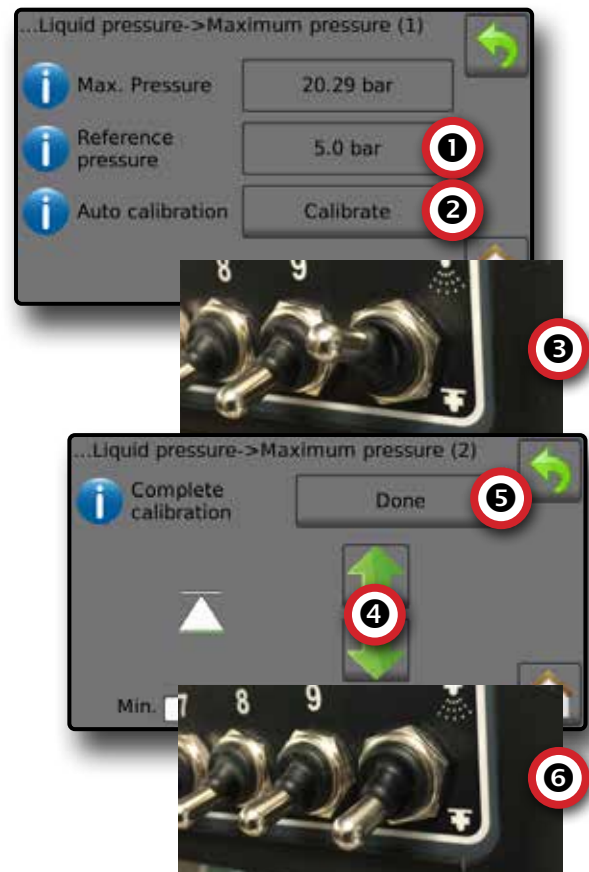 ...Liquid pressure->Maximum pressure (1)
Max. Pressure
20.29 bar
Reference
pressure
5.0 bar
1
Auto calibration
Calibrate
2
8 9
3
...Liquid pressure->Maximum pressure (2)
Complete
calibration
Done
5
4
Min.
7 8 9
6